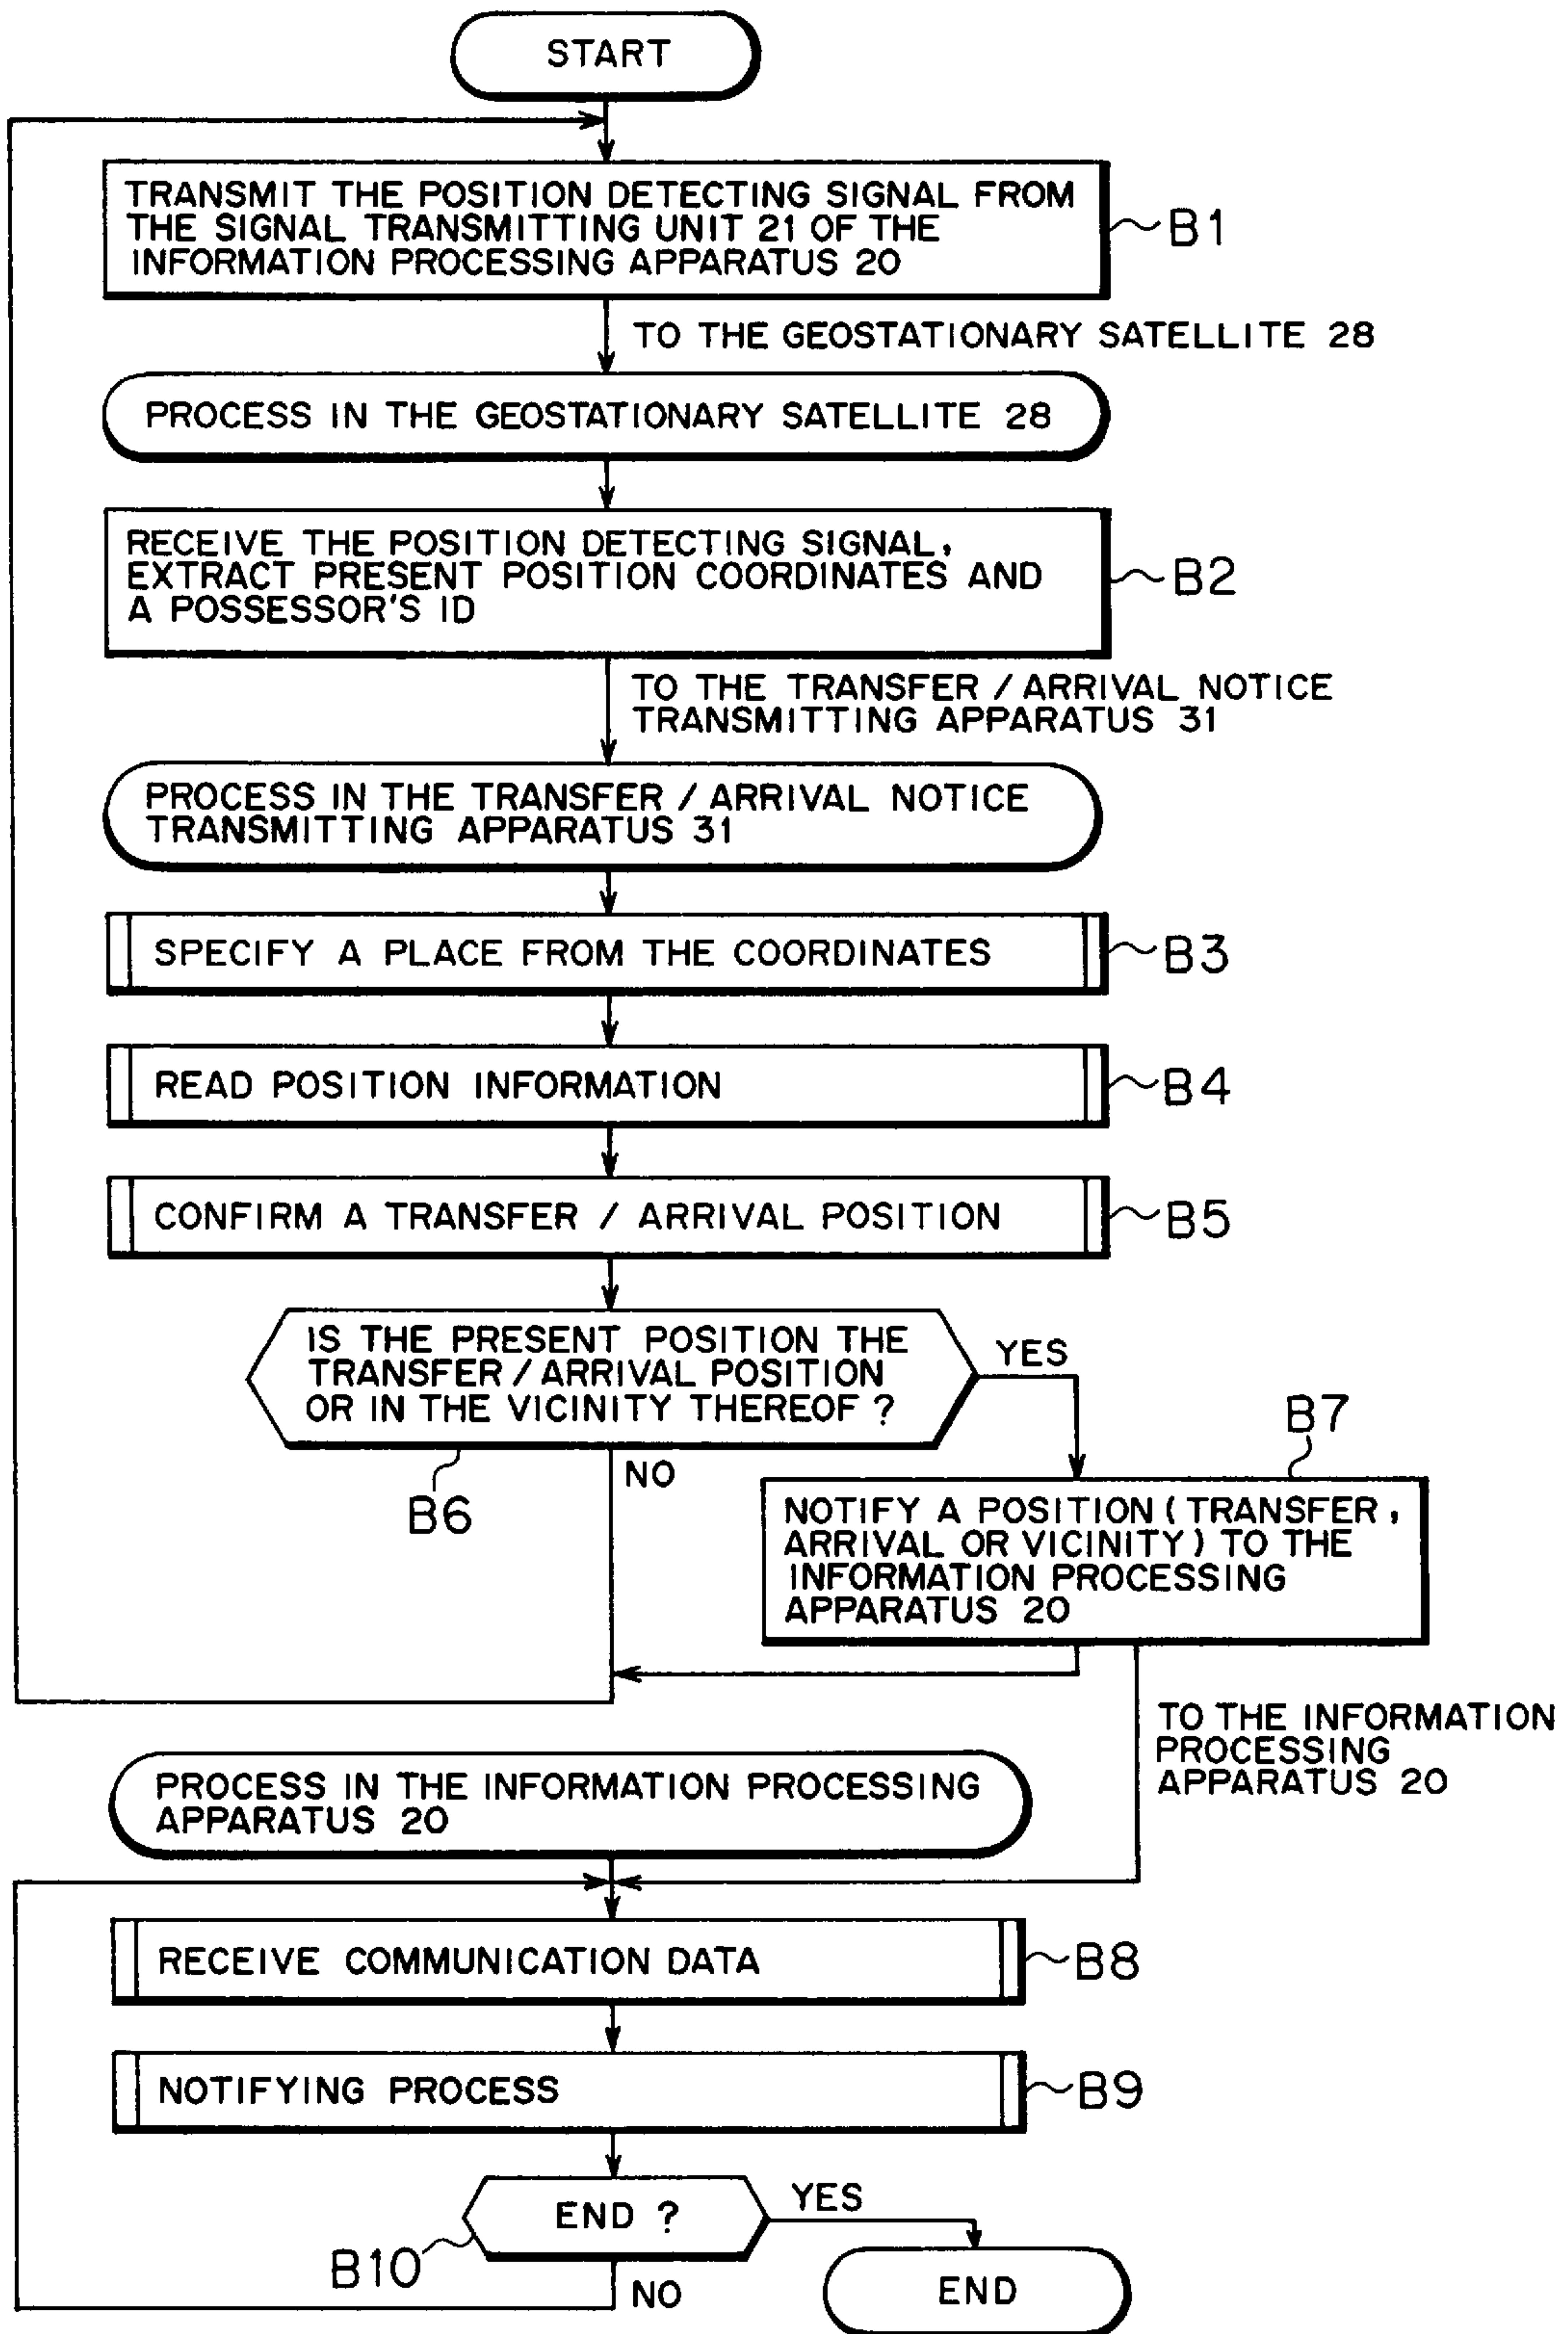 START
TRANSMIT THE POSITION DETECTING SIGNAL FROM
THE SIGNAL TRANSMITTING UNIT 21 OF THE
INFORMATION PROCESSING APPARATUS 20
B1
TO THE GEOSTATIONARY SATELLITE 28
PROCESS IN THE GEOSTATIONARY SATELLITE 28
RECEIVE THE POSITION DETECTING SIGNAL,
EXTRACT PRESENT POSITION COORDINATES AND
A POSSESSOR'S ID
B2
TO THE TRANSFER / ARRIVAL NOTICE
TRANSMITTING APPARATUS 31
PROCESS IN THE TRANSFER / ARRIVAL NOTICE
TRANSMITTING APPARATUS 31
SPECIFY A PLACE FROM THE COORDINATES
B3
READ POSITION INFORMATION
B4
CONFIRM A TRANSFER / ARRIVAL POSITION
B5
IS THE PRESENT POSITION THE
TRANSFER / ARRIVAL POSITION
OR IN THE VICINITY THEREOF ?
YES
B6
NO
B7
NOTIFY A POSITION ( TRANSFER ,
ARRIVAL OR VICINITY ) TO THE
INFORMATION PROCESSING
APPARATUS 20
TO THE INFORMATION
PROCESSING
APPARATUS 20
PROCESS IN THE INFORMATION PROCESSING
APPARATUS 20
RECEIVE COMMUNICATION DATA
B8
NOTIFYING PROCESS
B9
END ?
YES
B10
NO
END